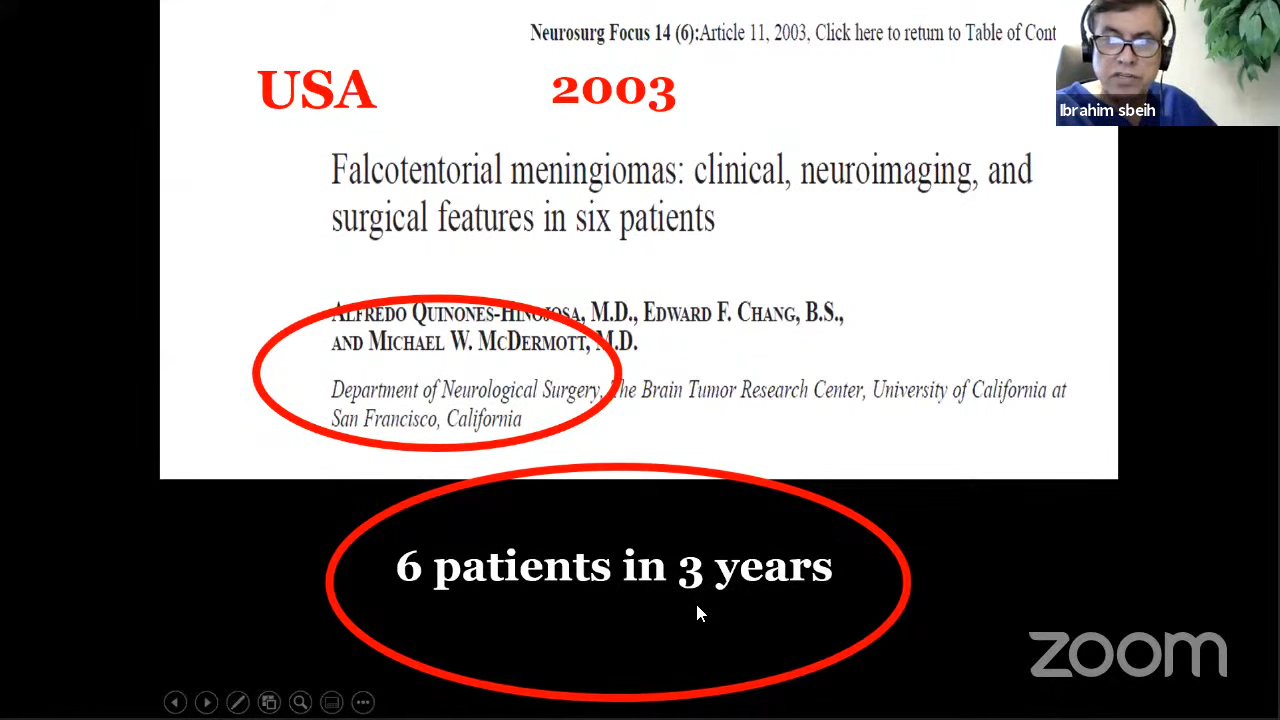 Neurosurg Focus 14 (6):Article 11, 2003, Click here to return to Table of Cont
USA 2003
Ibrahim sbeih
Falcotentorial meningiomas: clinical, neuroimaging, and
surgical features in six patients
ALFREDO QUINONES-HINOJOSA, M.D., EDWARD F. CHANG, B.S.,
AND MICHAEL W. MCDERMOTT, M.D.
Department of Neurological Surgery, The Brain Tumor Research Center, University of California at
San Francisco, California
6 patients in 3 years
zoom